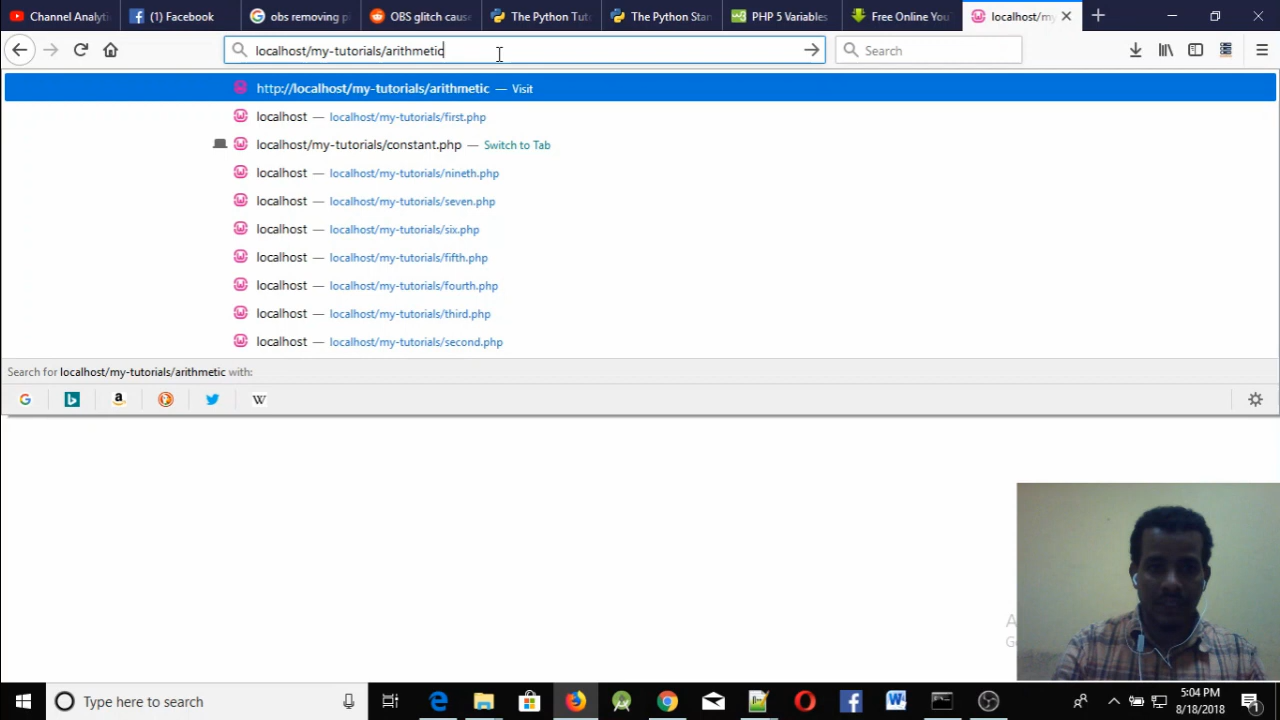 Channel Analyti
(1) Facebook
obs removing p
OBS glitch caus
The Python Tut
The Python Stan
PHP 5 Variables
Free Online You
localhost/my-t
localhost/my-tutorials/arithmetic
Search
http://localhost/my-tutorials/arithmetic — Visit
localhost — localhost/my-tutorials/first.php
localhost/my-tutorials/constant.php — Switch to Tab
localhost — localhost/my-tutorials/nineth.php
localhost — localhost/my-tutorials/seven.php
localhost — localhost/my-tutorials/six.php
localhost — localhost/my-tutorials/fifth.php
localhost — localhost/my-tutorials/fourth.php
localhost — localhost/my-tutorials/third.php
localhost — localhost/my-tutorials/second.php
Search for localhost/my-tutorials/arithmetic with:
Type here to search
5:04 PM
8/18/2018